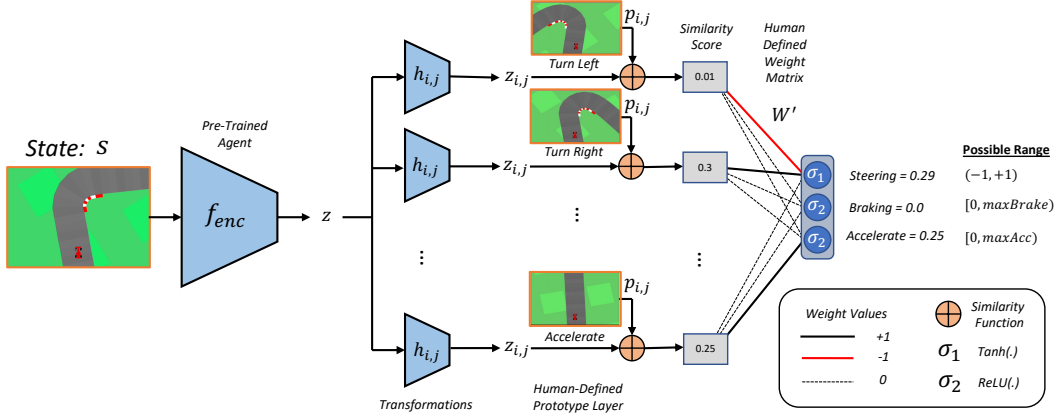 State: s
Pre-Trained
Agent
f_enc
z
h_{i,j}
z_{i,j}
p_{i,j}
Turn Left
Similarity
Score
0.01
Human
Defined
Weight
Matrix
W'
h_{i,j}
z_{i,j}
p_{i,j}
Turn Right
0.3
...
...
...
h_{i,j}
z_{i,j}
p_{i,j}
Accelerate
0.25
Transformations
Human-Defined
Prototype Layer
Possible Range
σ₁ Steering = 0.29 (−1, +1)
σ₂ Braking = 0.0 [0, maxBrake)
σ₂ Accelerate = 0.25 [0, maxAcc)
Weight Values
+1
-1
0
Similarity
Function
σ₁ Tanh(.)
σ₂ ReLU(.)